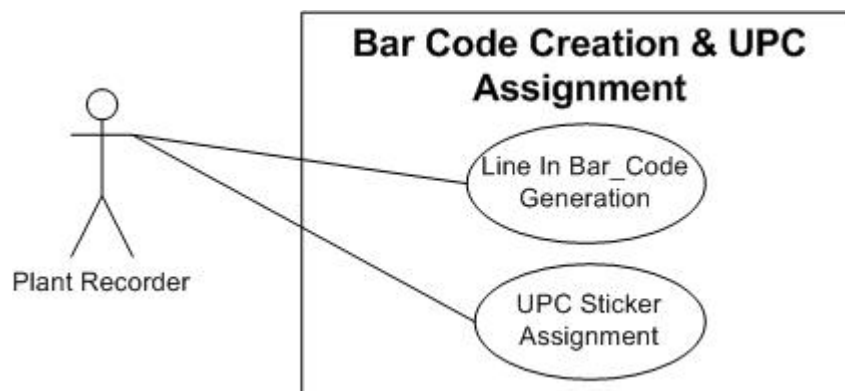 Bar Code Creation & UPC
Assignment
Line In Bar_Code
Generation
Plant Recorder
UPC Sticker
Assignment